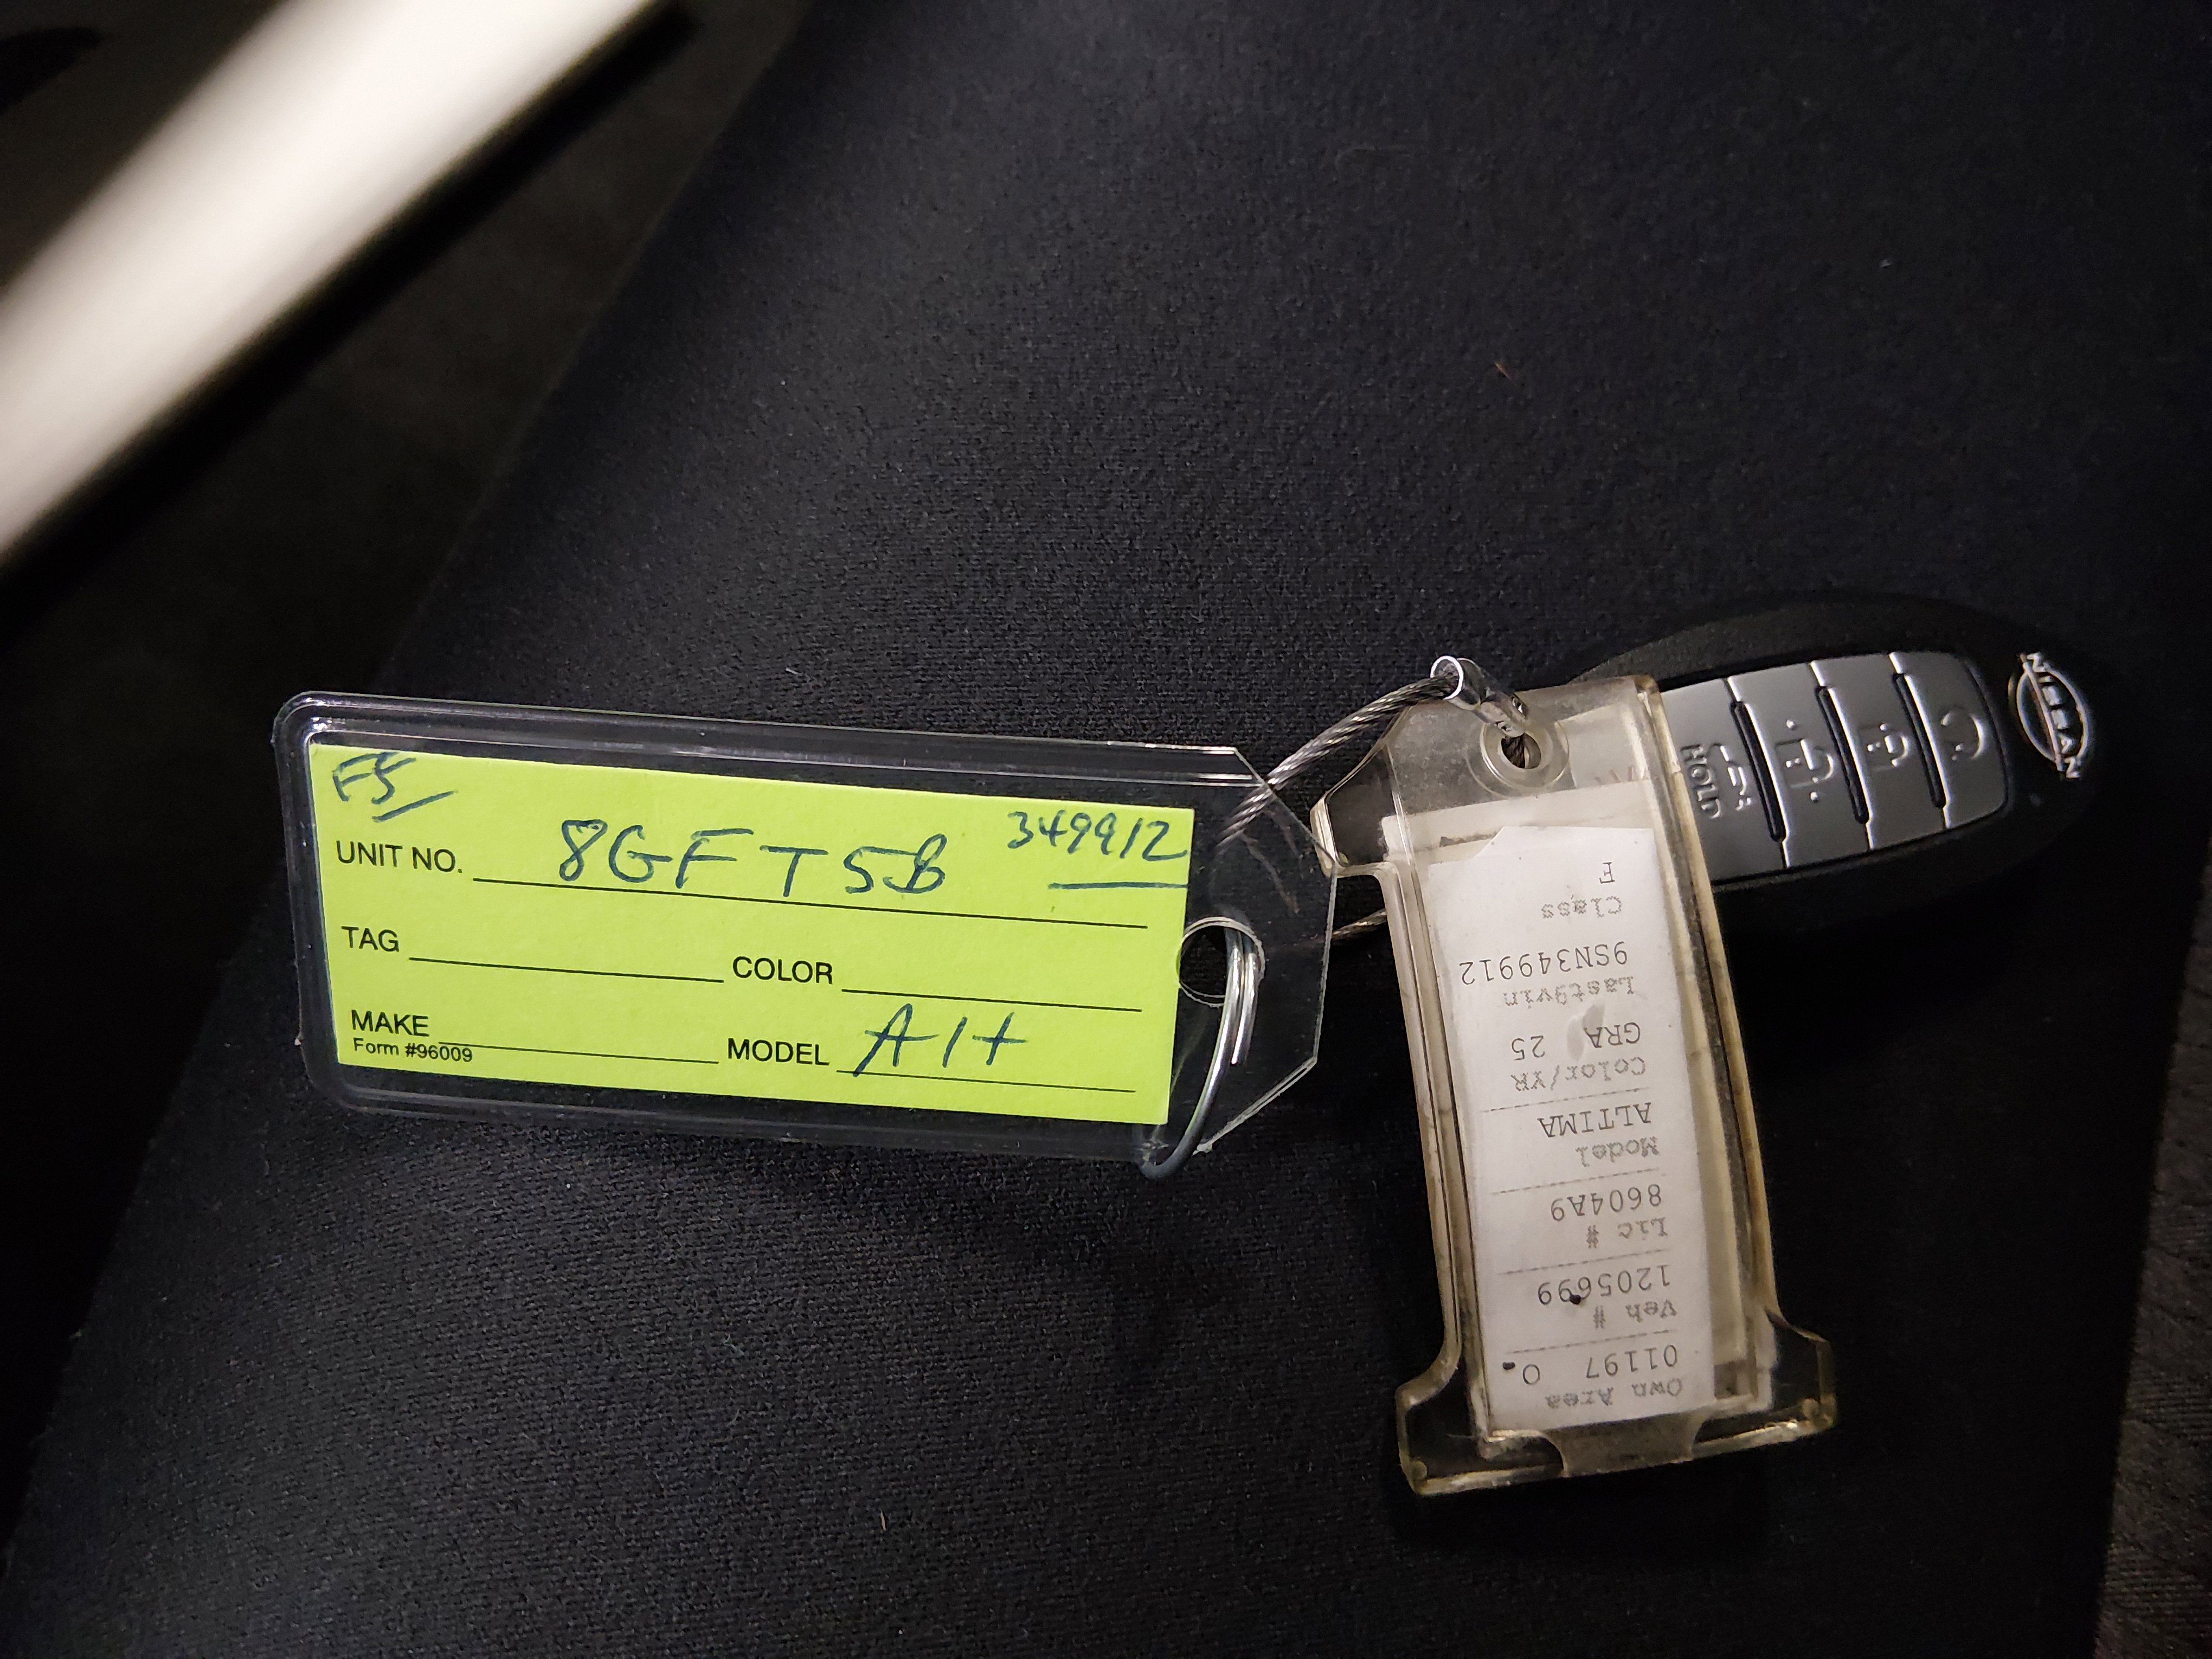 F5
349912
UNIT NO. 8GFT5B
TAG COLOR
MAKE MODEL Alt
Form #96009
Own Area
01197 O
Veh #
1205699
Lic #
8604A9
Model
ALTIMA
Color/YR
GRA 25
Last9vin
9SN349912
Class
F
HOLD
NISSAN